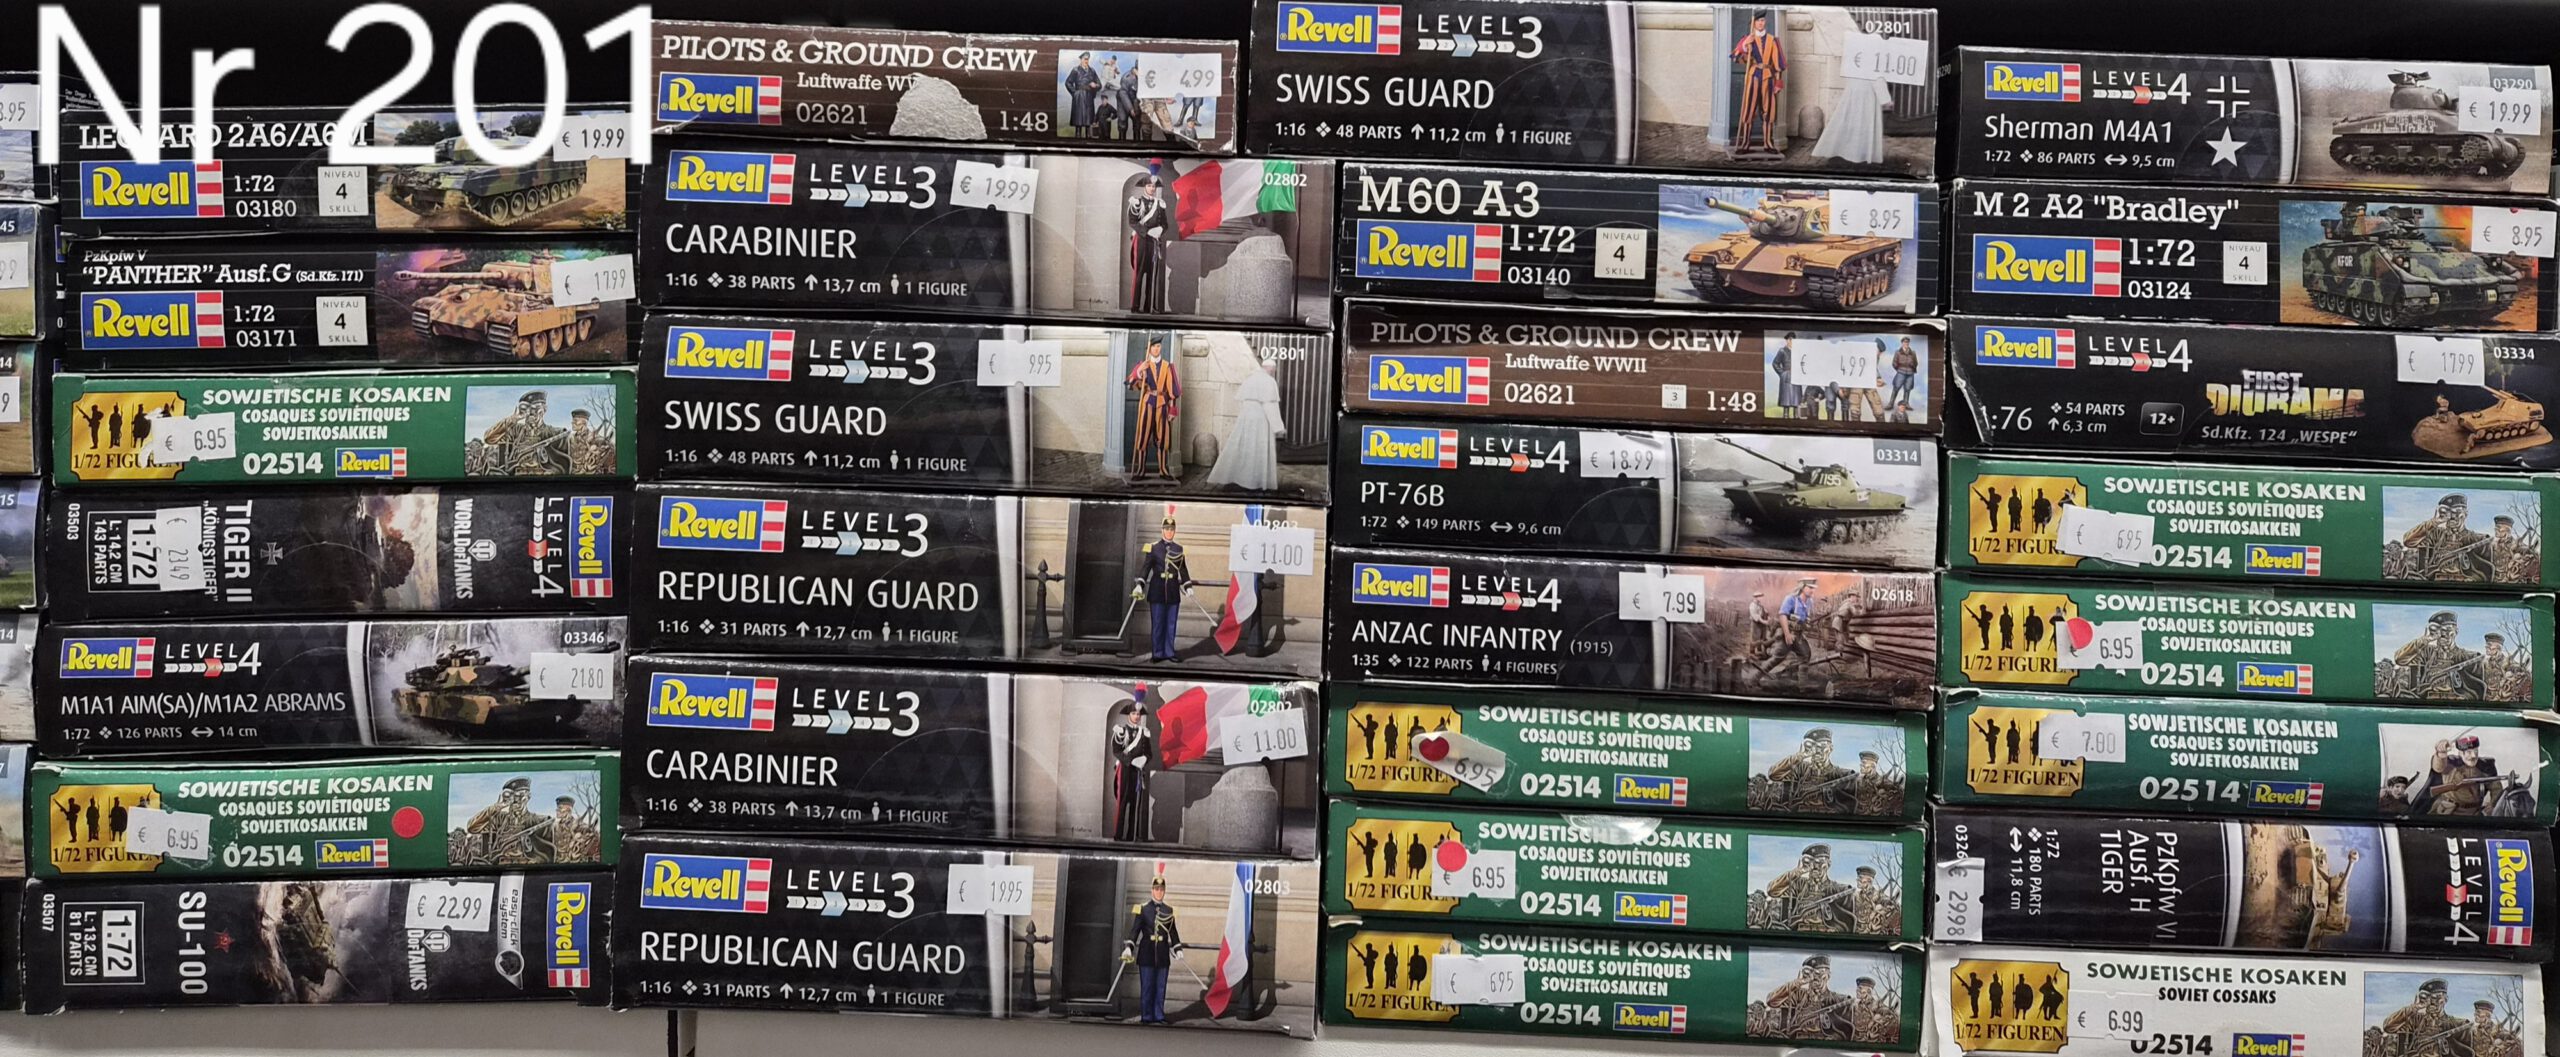 Nr 201
8.95
45
14
15
14
LEOPARD 2A6/A6M
€ 19.99
Revell
1:72
03180
NIVEAU
4
SKILL
PzKpfw V
"PANTHER" Ausf.G (Sd.Kfz. 171)
€ 17.99
Revell
1:72
03171
NIVEAU
4
SKILL
SOWJETISCHE KOSAKEN
COSAQUES SOVIÉTIQUES
SOVJETKOSAKKEN
€ 6.95
1/72 FIGUREN
02514 Revell
03503
1:72
L: 14,2 CM
143 PARTS
€ 23.49
TIGER II
"KÖNIGSTIGER"
WORLD OF TANKS
LEVEL 4
Revell
Revell LEVEL 4
03346
€ 21.80
M1A1 AIM(SA)/M1A2 ABRAMS
1:72 126 PARTS 14 cm
SOWJETISCHE KOSAKEN
COSAQUES SOVIÉTIQUES
SOVJETKOSAKKEN
€ 6.95
1/72 FIGUREN
02514 Revell
03507
1:72
L: 13,2 CM
81 PARTS
SU-100
€ 22.99
OF TANKS
easy-click
system
Revell
PILOTS & GROUND CREW
Luftwaffe WW
Revell
02621
1:48
€ 4.99
Revell LEVEL 3
€ 19.99
02802
CARABINIER
1:16 38 PARTS 13,7 cm 1 FIGURE
Revell LEVEL 3
€ 9.95
02801
SWISS GUARD
1:16 48 PARTS 11,2 cm 1 FIGURE
Revell LEVEL 3
02803
€ 11.00
REPUBLICAN GUARD
1:16 31 PARTS 12,7 cm 1 FIGURE
Revell LEVEL 3
02802
€ 11.00
CARABINIER
1:16 38 PARTS 13,7 cm 1 FIGURE
Revell LEVEL 3
€ 19.95
02803
REPUBLICAN GUARD
1:16 31 PARTS 12,7 cm 1 FIGURE
Revell LEVEL 3
02801
€ 11.00
SWISS GUARD
1:16 48 PARTS 11,2 cm 1 FIGURE
M60 A3
Revell
1:72
03140
NIVEAU
4
SKILL
€ 8.95
PILOTS & GROUND CREW
Luftwaffe WWII
Revell
02621
3
1:48
€ 4.99
Revell LEVEL 4
€ 18.99
03314
1195
PT-76B
1:72 149 PARTS 9,6 cm
Revell LEVEL 4
€ 7.99
02618
ANZAC INFANTRY (1915)
1:35 122 PARTS 4 FIGURES
SOWJETISCHE KOSAKEN
COSAQUES SOVIÉTIQUES
SOVJETKOSAKKEN
6.95
1/72 FIGUREN
02514 Revell
SOWJETISCHE KOSAKEN
COSAQUES SOVIÉTIQUES
SOVJETKOSAKKEN
€ 6.95
1/72 FIGUREN
02514 Revell
SOWJETISCHE KOSAKEN
COSAQUES SOVIÉTIQUES
SOVJETKOSAKKEN
€ 6.95
1/72 FIGUREN
02514 Revell
Revell LEVEL 4
03290
€ 19.99
Sherman M4A1
1:72 86 PARTS 9,5 cm
M 2 A2 "Bradley"
Revell
1:72
03124
NIVEAU
4
SKILL
KFOR
€ 8.95
Revell LEVEL 4
€ 17.99
03334
FIRST
DIORAMA
1:76
54 PARTS
6,3 cm
12+
Sd.Kfz. 124 „WESPE"
SOWJETISCHE KOSAKEN
COSAQUES SOVIÉTIQUES
SOVJETKOSAKKEN
€ 6.95
1/72 FIGUREN
02514 Revell
SOWJETISCHE KOSAKEN
COSAQUES SOVIÉTIQUES
SOVJETKOSAKKEN
€ 6.95
1/72 FIGUREN
02514 Revell
SOWJETISCHE KOSAKEN
COSAQUES SOVIÉTIQUES
SOVJETKOSAKKEN
€ 7.80
1/72 FIGUREN
02514 Revell
0326
€ 29.98
1:72
180 PARTS
11,8 cm
PzKpfw VI
Ausf. H
TIGER
LEVEL 4
Revell
SOWJETISCHE KOSAKEN
SOVIET COSSAKS
€ 6.99
1/72 FIGUREN
02514 Revell